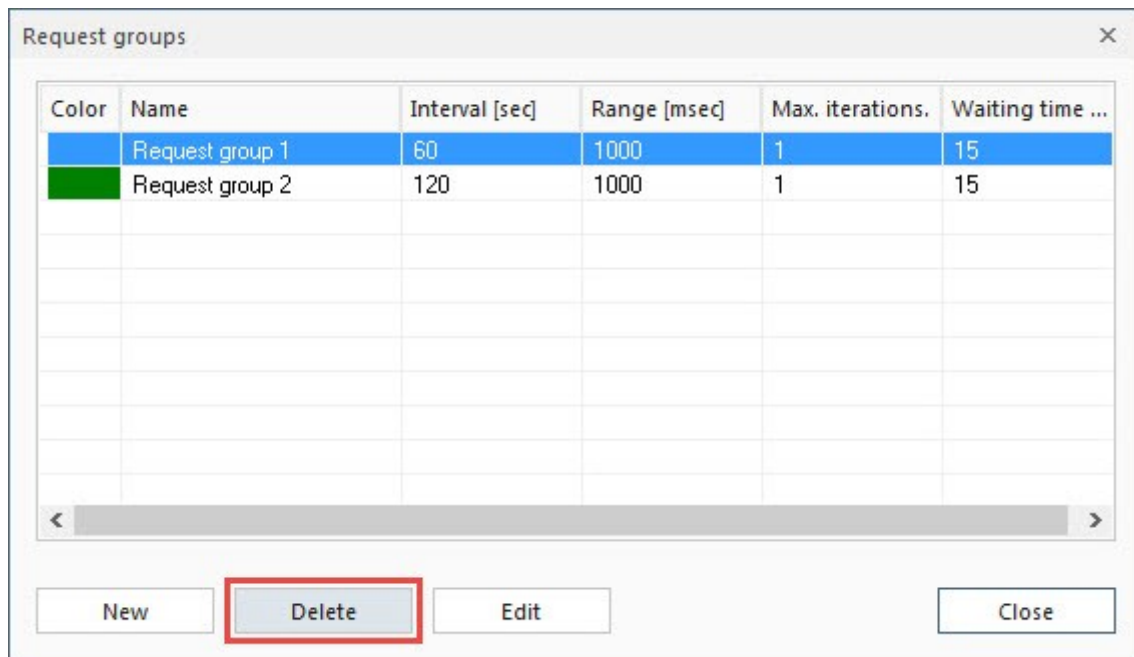 Request groups
Color Name Interval [sec] Range [msec] Max. iterations. Waiting time ...
Request group 1 60 1000 1 15
Request group 2 120 1000 1 15
New Delete Edit Close